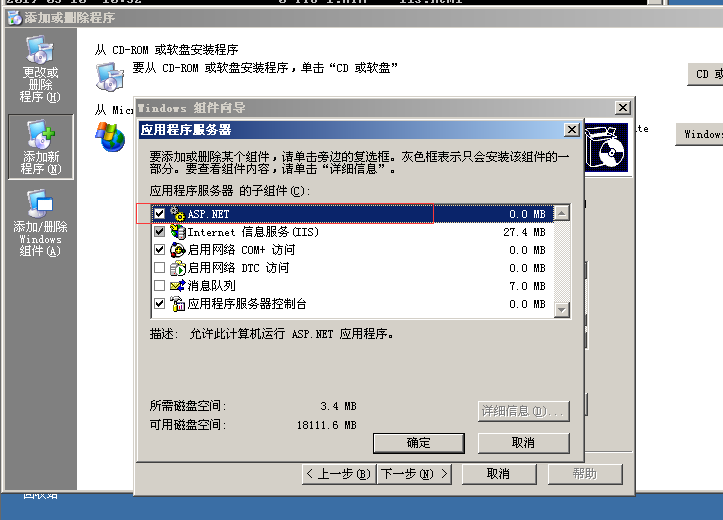 添加或删除程序
更改或
删除
程序(H)
添加新
程序(N)
添加/删除
Windows
组件(A)
从 CD-ROM 或软盘安装程序
要从 CD-ROM 或软盘安装程序，单击“CD 或软盘”
CD 或
从 Micr
Windows
Windows 组件向导
应用程序服务器
要添加或删除某个组件，请单击旁边的复选框。灰色框表示只会安装该组件的一
部分。要查看组件内容，请单击“详细信息”。
应用程序服务器 的子组件(C):
ASP.NET 0.0 MB
Internet 信息服务(IIS) 27.4 MB
启用网络 COM+ 访问 0.0 MB
启用网络 DTC 访问 0.0 MB
消息队列 7.0 MB
应用程序服务器控制台 0.0 MB
描述: 允许此计算机运行 ASP.NET 应用程序。
所需磁盘空间: 3.4 MB
可用磁盘空间: 18111.6 MB
详细信息(D)...
确定
取消
< 上一步(B)
下一步(N) >
取消
帮助
回收站